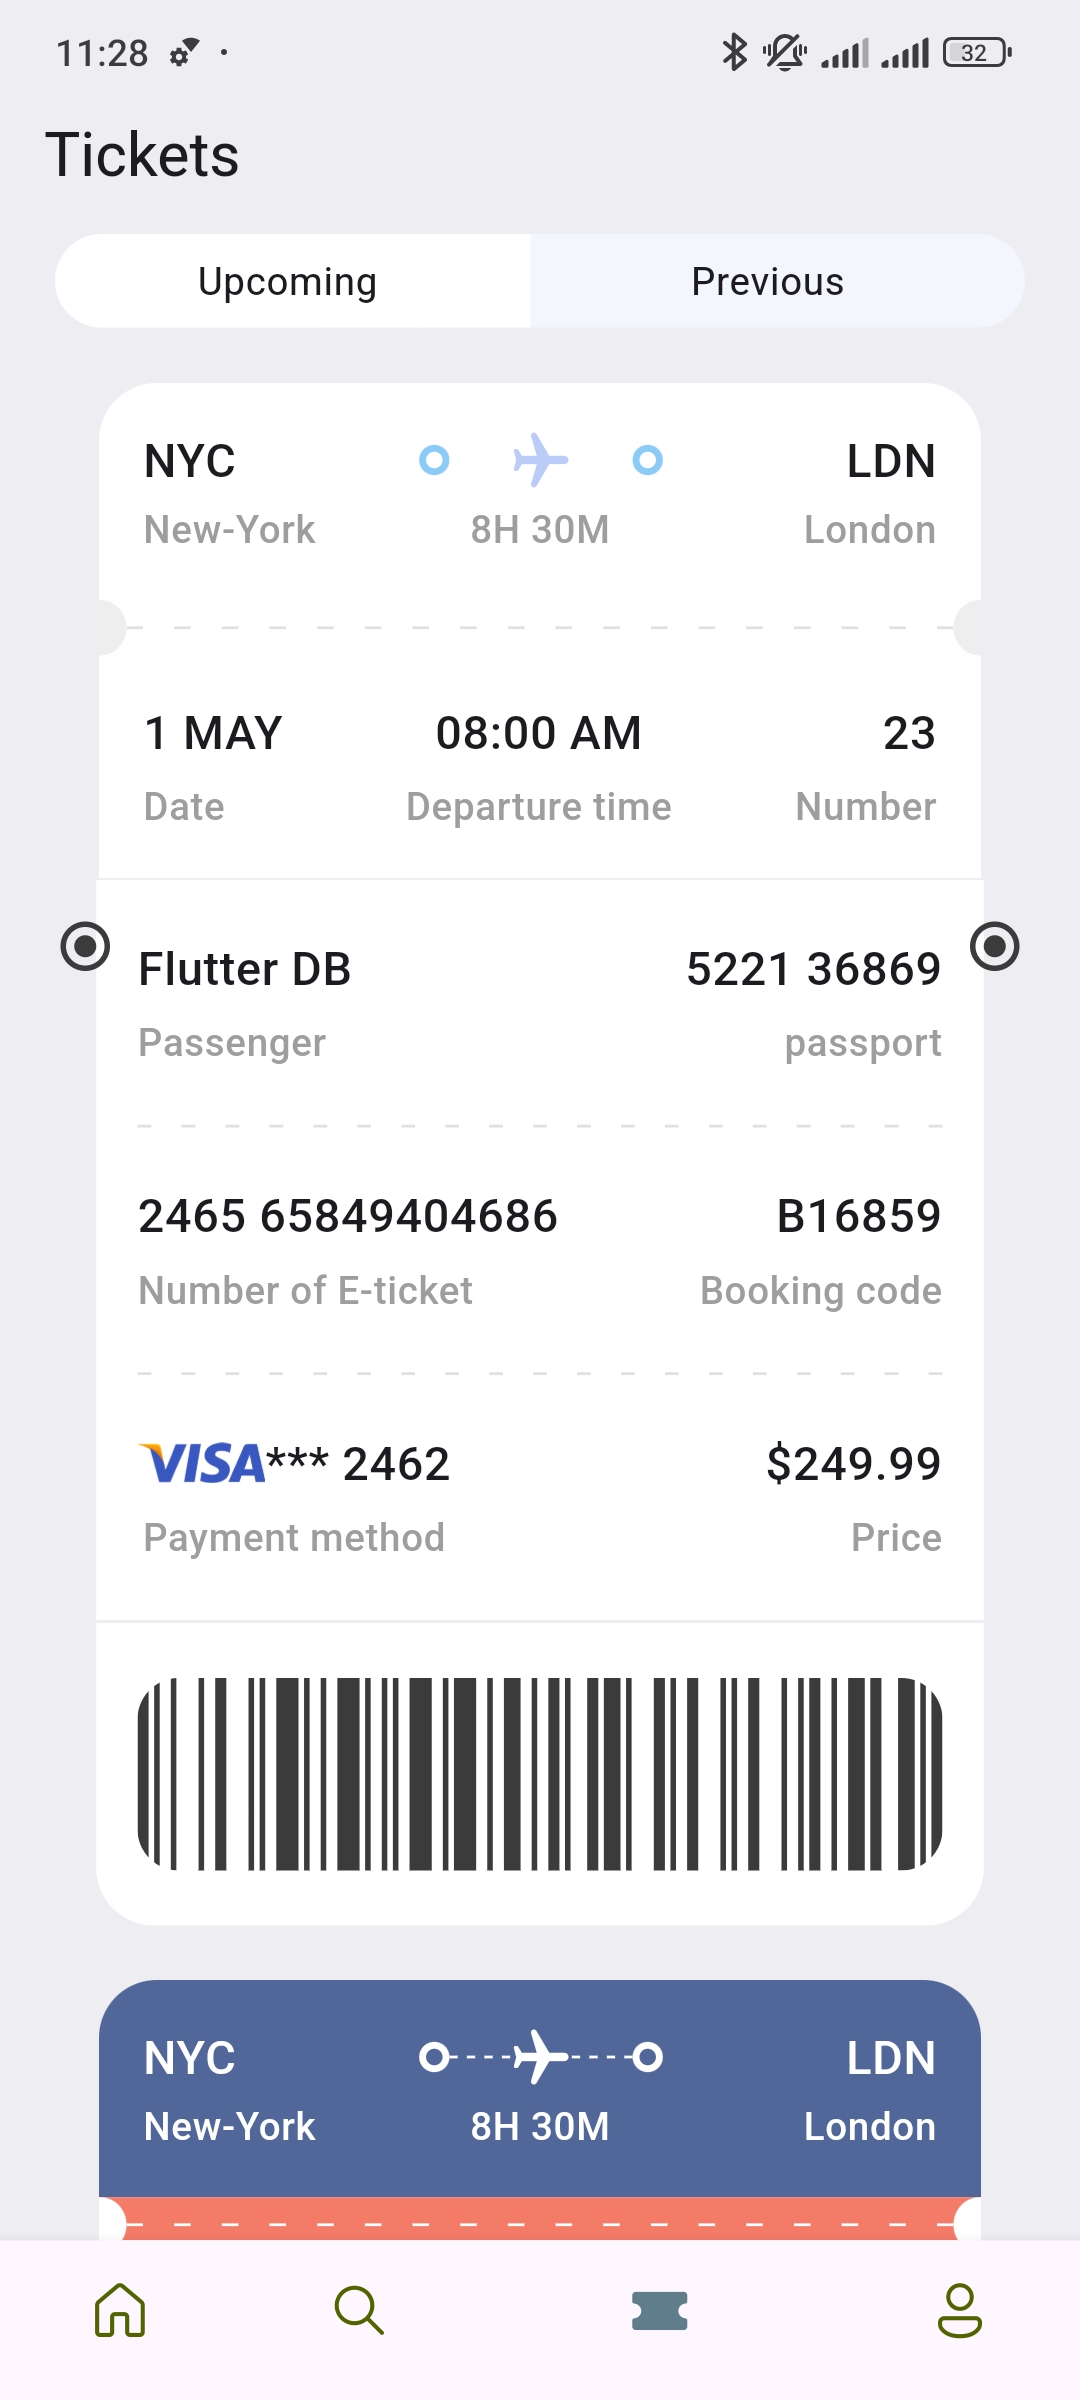 11:28
32
Tickets
Upcoming Previous
NYC LDN
New-York 8H 30M London
1 MAY 08:00 AM 23
Date Departure time Number
Flutter DB 5221 36869
Passenger passport
2465 65849404686 B16859
Number of E-ticket Booking code
VISA*** 2462 $249.99
Payment method Price
NYC LDN
New-York 8H 30M London